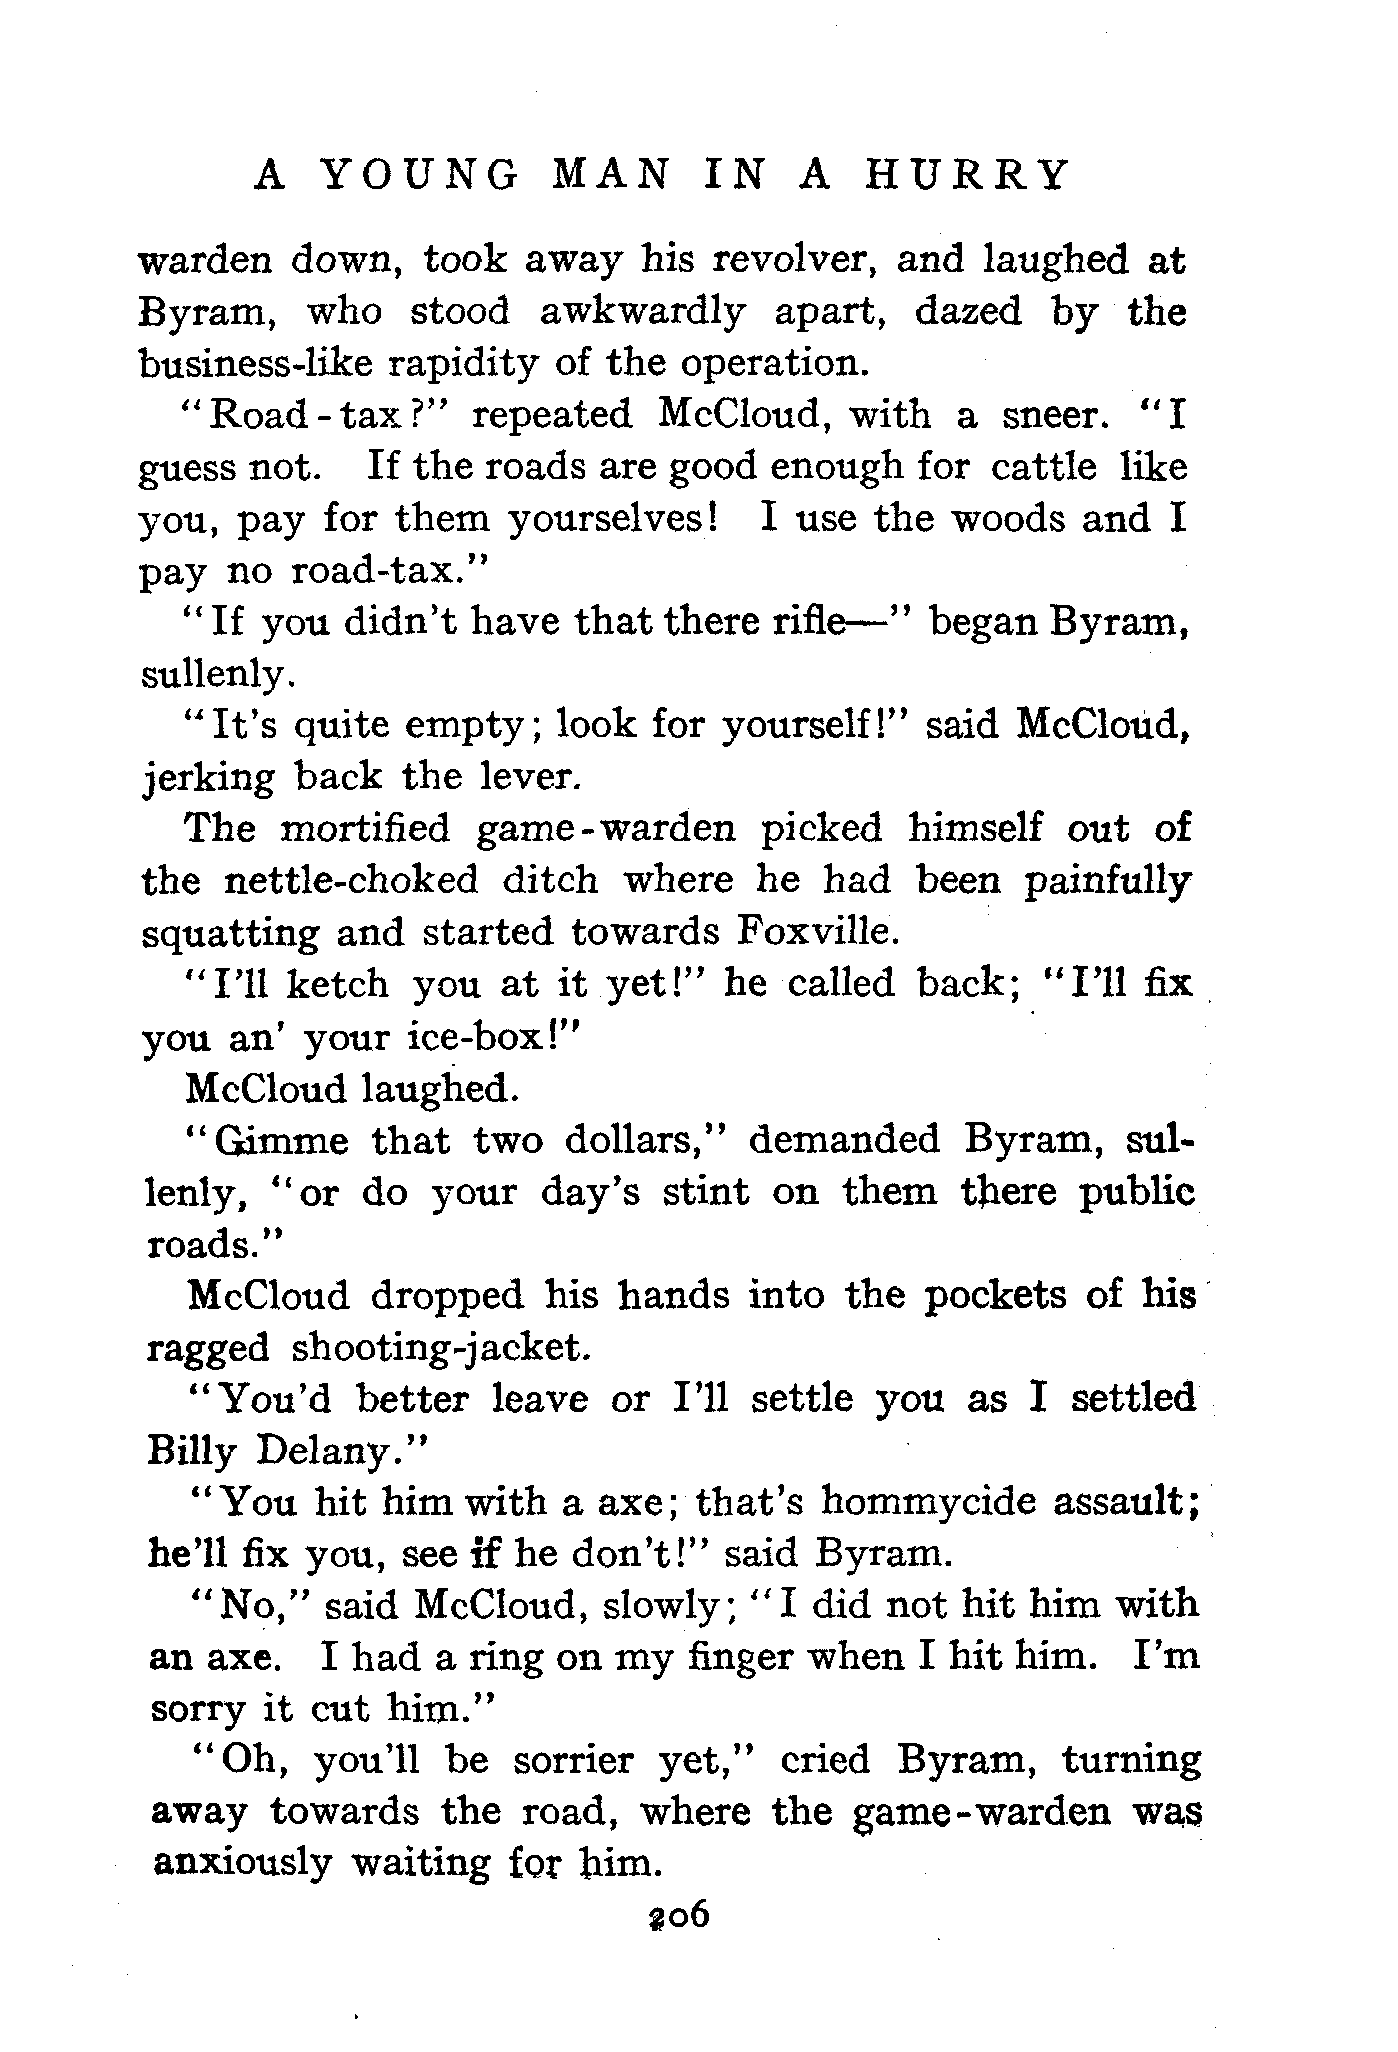 A YOUNG MAN IN A HURRY
warden down, took away his revolver, and laughed at
Byram, who stood awkwardly apart, dazed by the
business-like rapidity of the operation.
"Road-tax?" repeated McCloud, with a sneer. "I
guess not. If the roads are good enough for cattle like
you, pay for them yourselves! I use the woods and I
pay no road-tax."
"If you didn't have that there rifle—" began Byram,
sullenly.
"It's quite empty; look for yourself!" said McCloud,
jerking back the lever.
The mortified game-warden picked himself out of
the nettle-choked ditch where he had been painfully
squatting and started towards Foxville.
"I'll ketch you at it yet!" he called back; "I'll fix
you an' your ice-box!"
McCloud laughed.
"Gimme that two dollars," demanded Byram, sul-
lenly, "or do your day's stint on them there public
roads."
McCloud dropped his hands into the pockets of his
ragged shooting-jacket.
"You'd better leave or I'll settle you as I settled
Billy Delany."
"You hit him with a axe; that's hommycide assault;
he'll fix you, see if he don't!" said Byram.
"No," said McCloud, slowly; "I did not hit him with
an axe. I had a ring on my finger when I hit him. I'm
sorry it cut him."
"Oh, you'll be sorrier yet," cried Byram, turning
away towards the road, where the game-warden was
anxiously waiting for him.
206